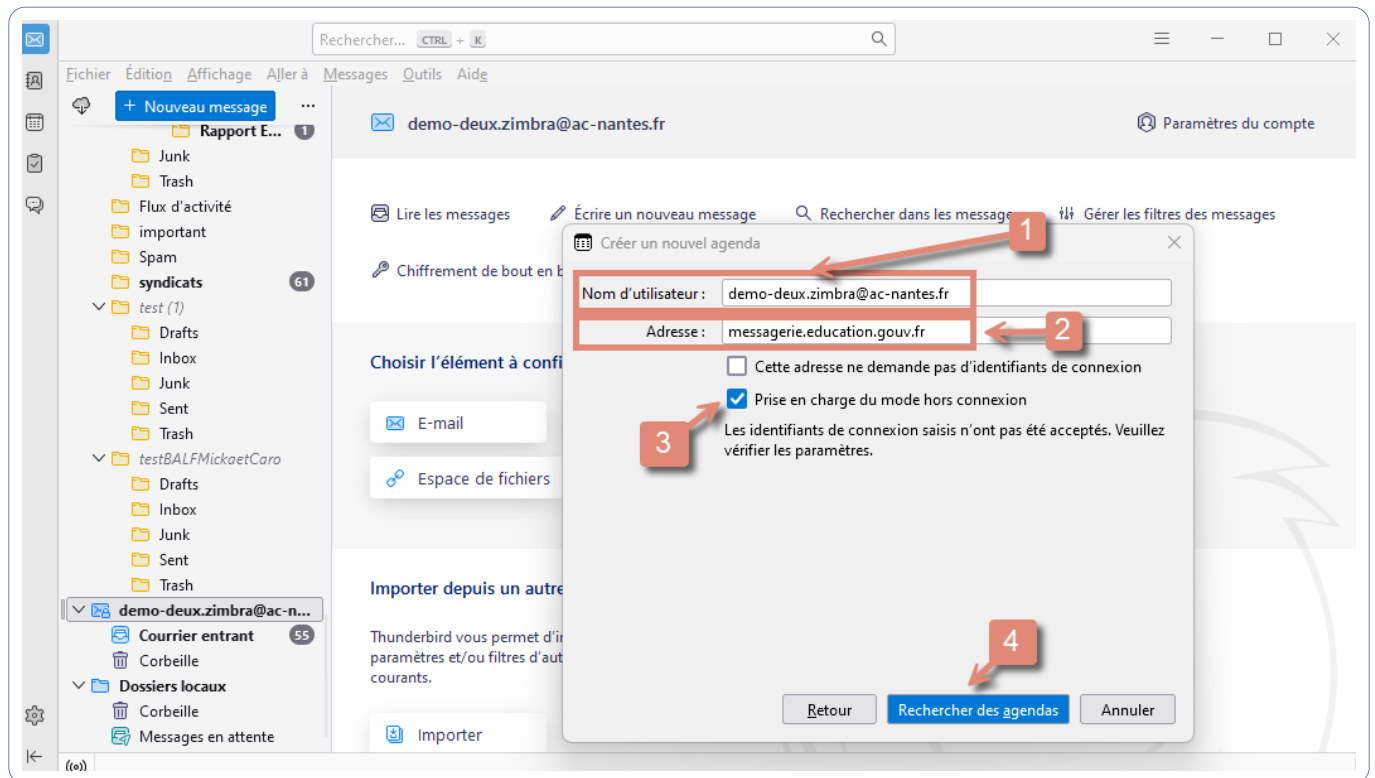 Rechercher... CTRL + K
Fichier Édition Affichage Aller à Messages Outils Aide
+ Nouveau message ...
Rapport E... 1
Junk
Trash
Flux d'activité
important
Spam
syndicats 61
test (1)
Drafts
Inbox
Junk
Sent
Trash
testBALFMickaetCaro
Drafts
Inbox
Junk
Sent
Trash
demo-deux.zimbra@ac-n...
Courrier entrant 55
Corbeille
Dossiers locaux
Corbeille
Messages en attente
demo-deux.zimbra@ac-nantes.fr
Paramètres du compte
Lire les messages
Écrire un nouveau message
Rechercher dans les message
Gérer les filtres des messages
Chiffrement de bout en b
Choisir l'élément à confi
E-mail
Espace de fichiers
Importer depuis un autre
Thunderbird vous permet d'i
paramètres et/ou filtres d'aut
courants.
Importer
Créer un nouvel agenda
1
Nom d'utilisateur : demo-deux.zimbra@ac-nantes.fr
Adresse : messagerie.education.gouv.fr
2
Cette adresse ne demande pas d'identifiants de connexion
Prise en charge du mode hors connexion
3
Les identifiants de connexion saisis n'ont pas été acceptés. Veuillez
vérifier les paramètres.
4
Retour
Rechercher des agendas
Annuler